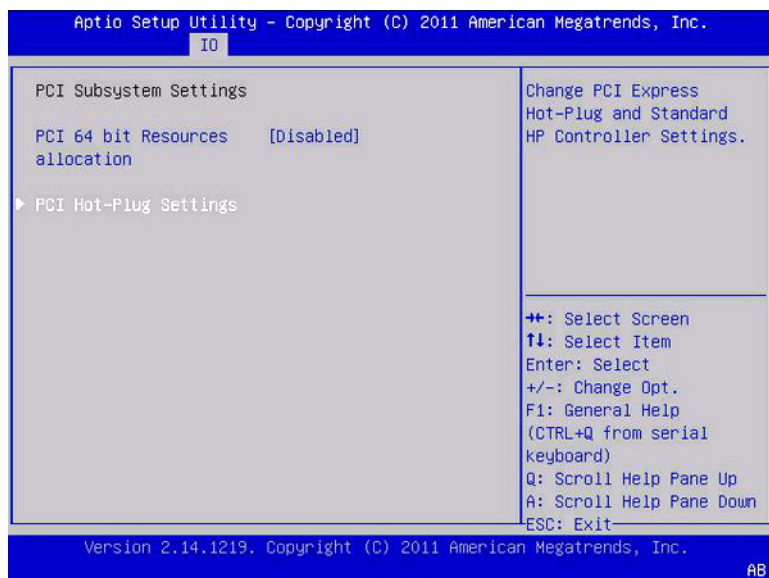 Aptio Setup Utility - Copyright (C) 2011 American Megatrends, Inc.
IO
PCI Subsystem Settings
PCI 64 bit Resources [Disabled]
allocation
PCI Hot-Plug Settings
Change PCI Express
Hot-Plug and Standard
HP Controller Settings.
→←: Select Screen
↑↓: Select Item
Enter: Select
+/-: Change Opt.
F1: General Help
(CTRL+Q from serial
keyboard)
Q: Scroll Help Pane Up
A: Scroll Help Pane Down
ESC: Exit
Version 2.14.1219. Copyright (C) 2011 American Megatrends, Inc.
AB